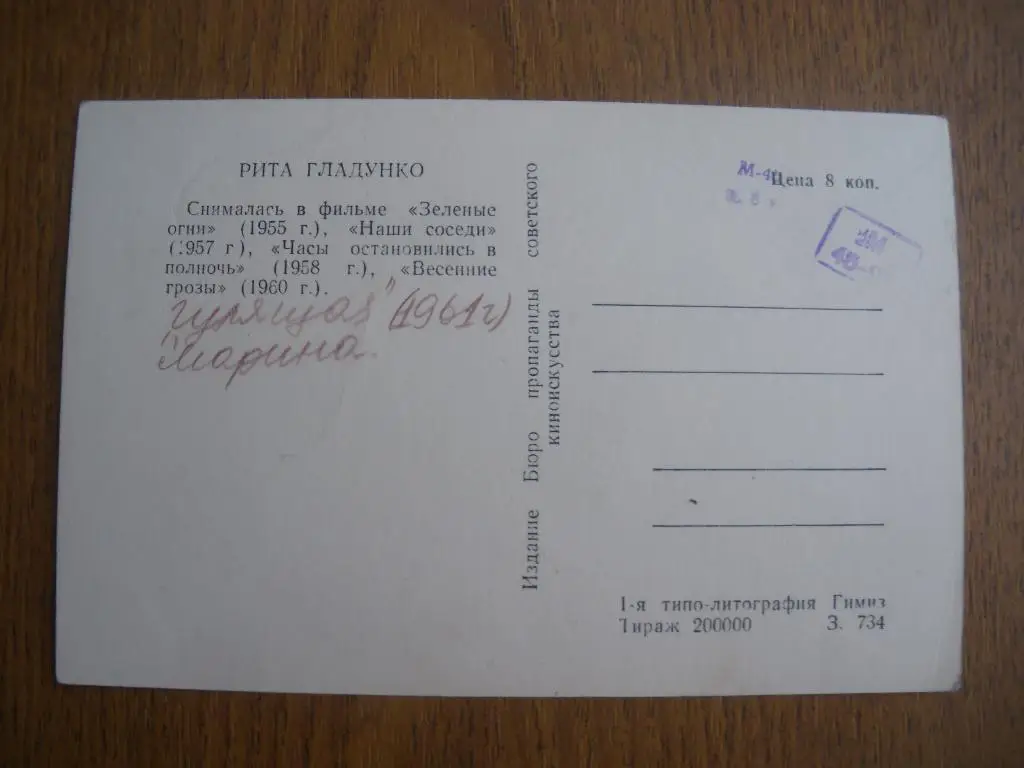 РИТА ГЛАДУНКО
Снималась в фильме «Зеленые
огни» (1955 г.), «Наши соседи»
(1957 г), «Часы остановились в
полночь» (1958 г.), «Весенние
грозы» (1960 г.).
"Гулящая" (1961г)
Марина.
Издание Бюро пропаганды советского
киноискусства
М-4
Цена 8 коп.
1-я типо-литография Гимиз
Тираж 200000 З. 734